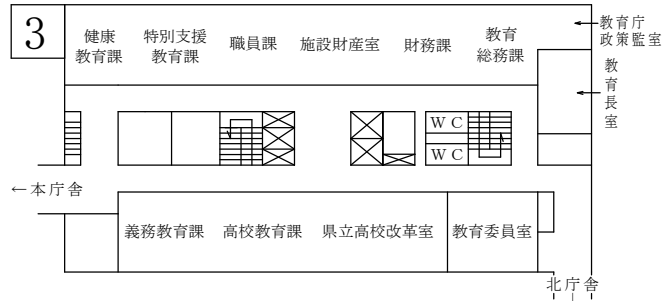 3
健康
教育課
特別支援
教育課
職員課
施設財産室
財務課
教育
総務課
教育庁
政策監室
教育長室
WC
WC
←本庁舎
義務教育課
高校教育課
県立高校改革室
教育委員室
北庁舎